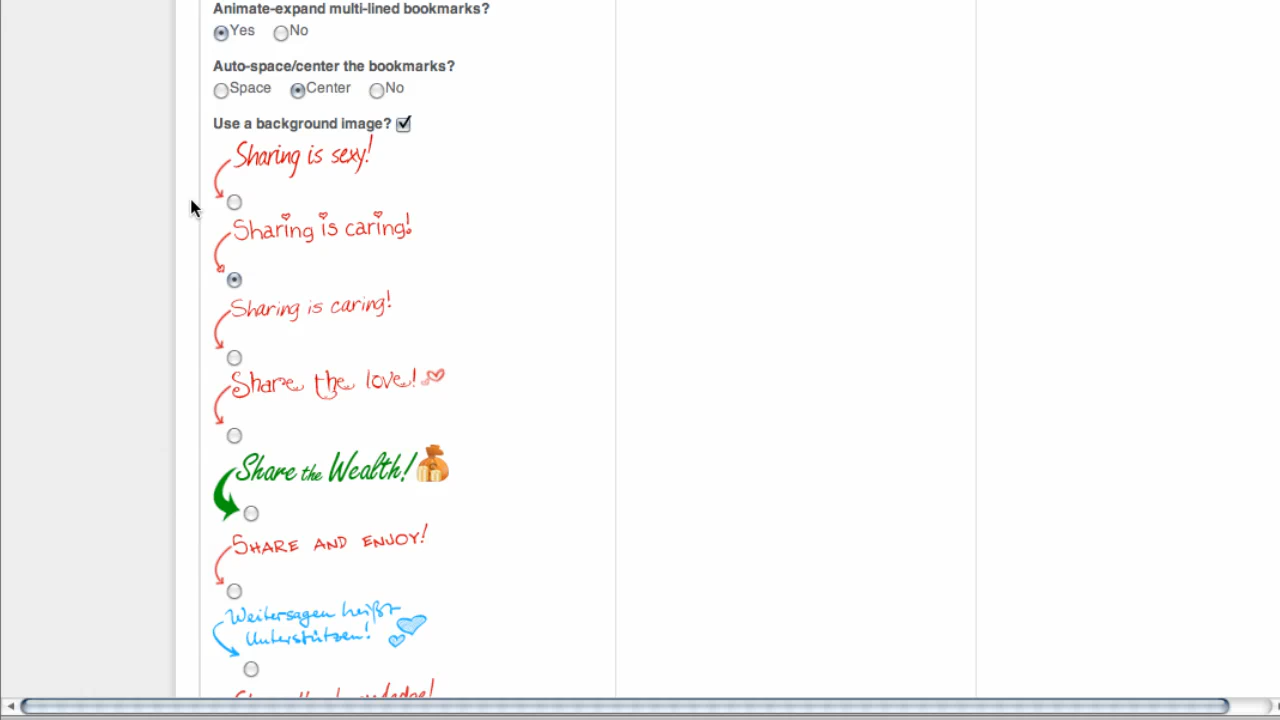 Animate-expand multi-lined bookmarks?
Yes No
Auto-space/center the bookmarks?
Space Center No
Use a background image?
Sharing is sexy!
Sharing is caring!
Sharing is caring!
Share the love!
Share the Wealth!
SHARE AND ENJOY!
Weitersagen heißt
Unterstützen!